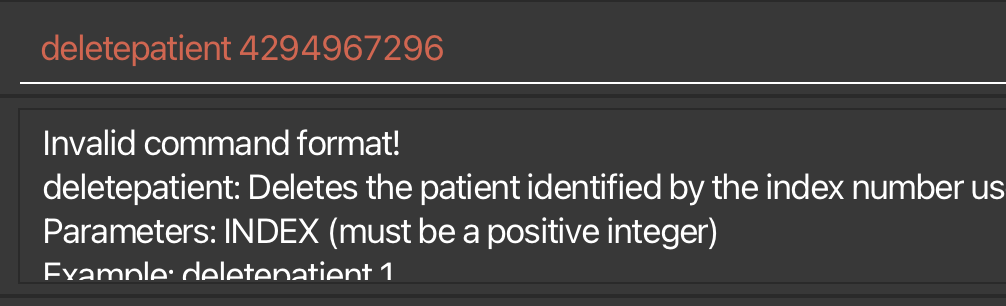 deletepatient 4294967296
Invalid command format!
deletepatient: Deletes the patient identified by the index number us
Parameters: INDEX (must be a positive integer)
Example: deletepatient 1